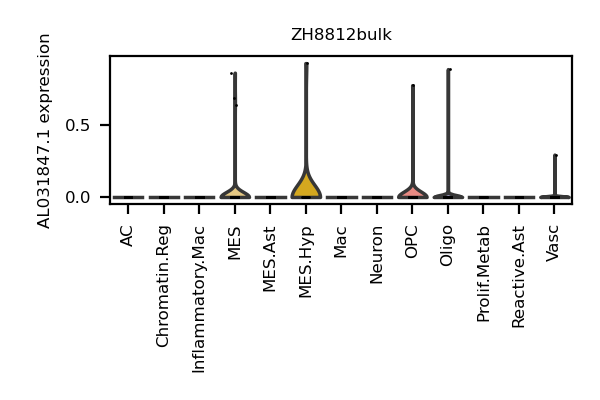 ZH8812bulk
AL031847.1 expression
0.5
0.0
AC
Chromatin.Reg
Inflammatory.Mac
MES
MES.Ast
MES.Hyp
Mac
Neuron
OPC
Oligo
Prolif.Metab
Reactive.Ast
Vasc